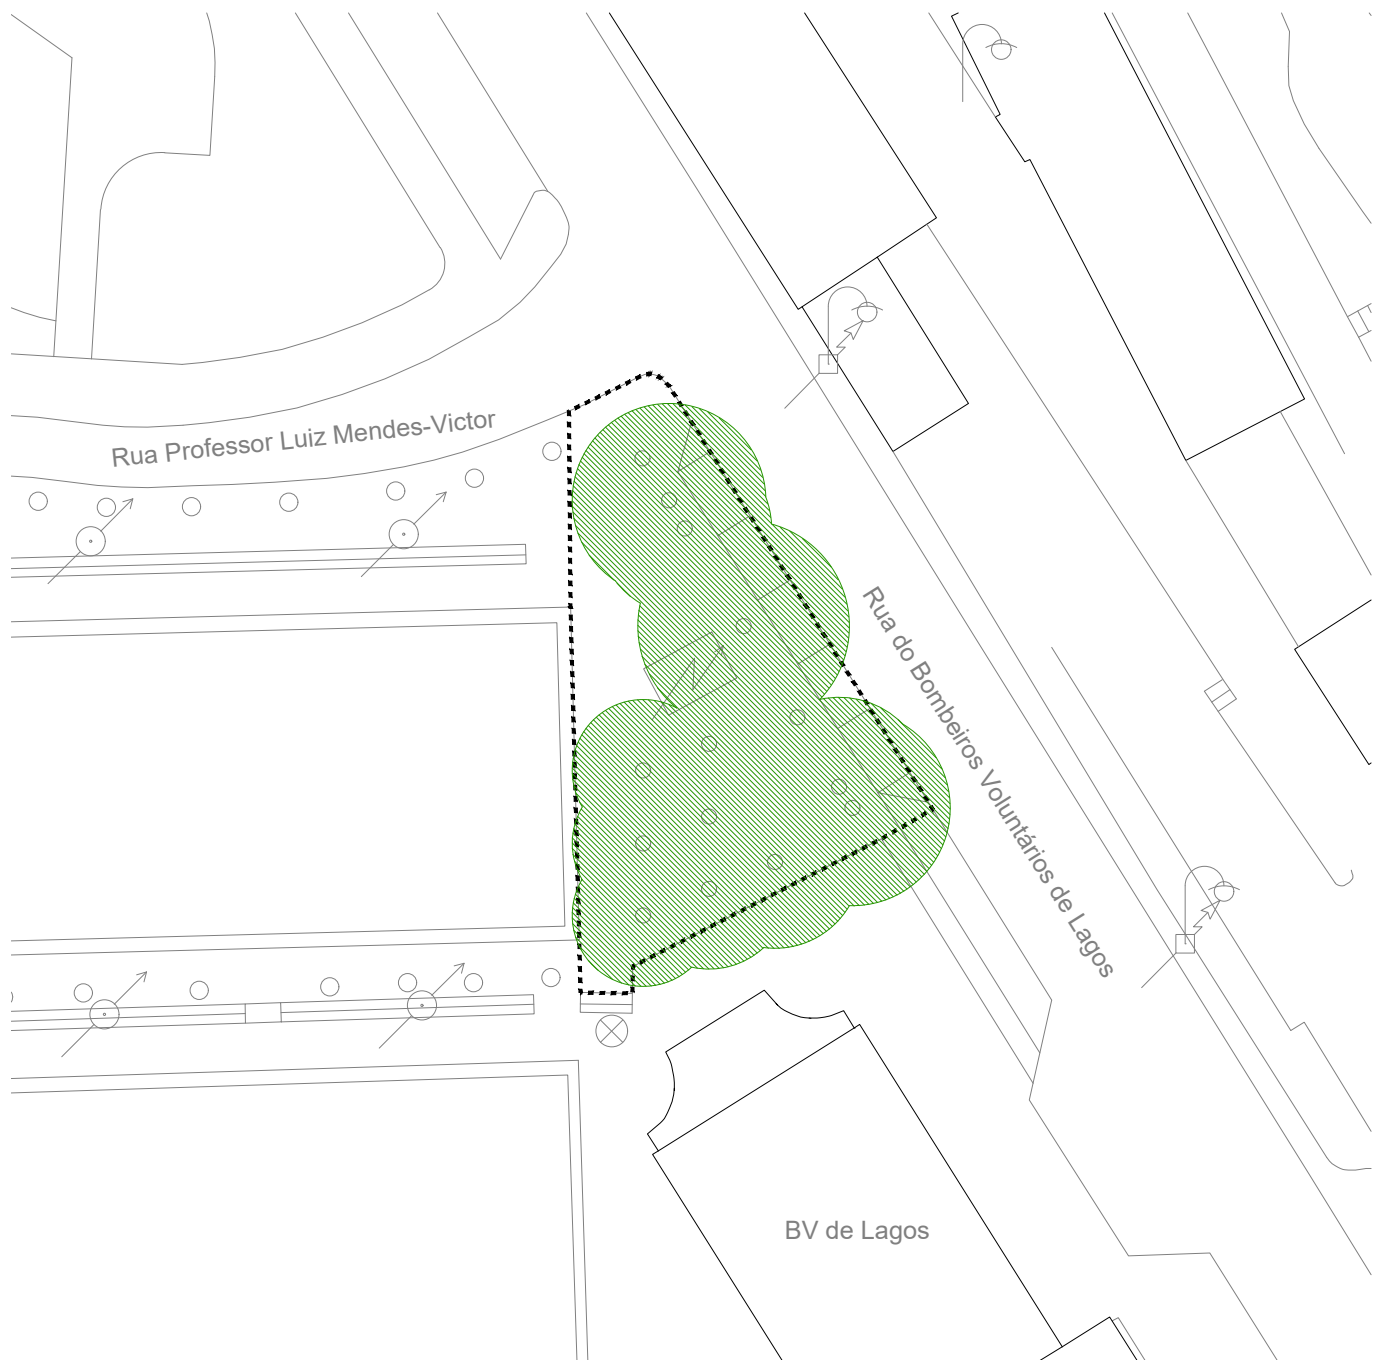 Rua Professor Luiz Mendes-Victor
Rua do Bombeiros Voluntários de Lagos
BV de Lagos